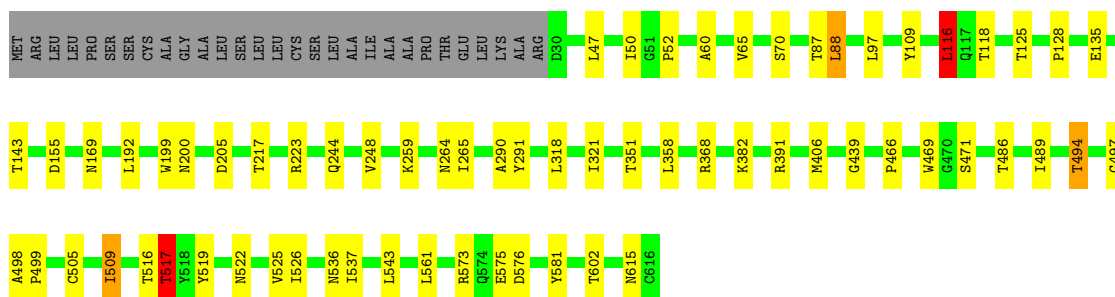 MET ARG LEU LEU PRO SER SER CYS ALA GLY ALA LEU SER LEU LEU CYS SER LEU ALA ILE ALA ALA PRO THR GLU LEU LYS ALA ARG D30 L47 I50 G51 P52 A60 V65 S70 T87 L88 L97 Y109 L116 Q117 T118 T125 P128 E135
T143 D155 N169 L192 W199 N200 D205 T217 R223 Q244 V248 K259 N264 I265 A290 Y291 L318 I321 T351 L358 R368 K382 R391 M406 G439 P466 W469 G470 S471 T486 I489 T494
A498 P499 C505 I509 T516 T517 Y518 Y519 N522 V525 I526 N536 I537 L543 L561 R573 Q574 E575 D576 Y581 T602 N615 C616